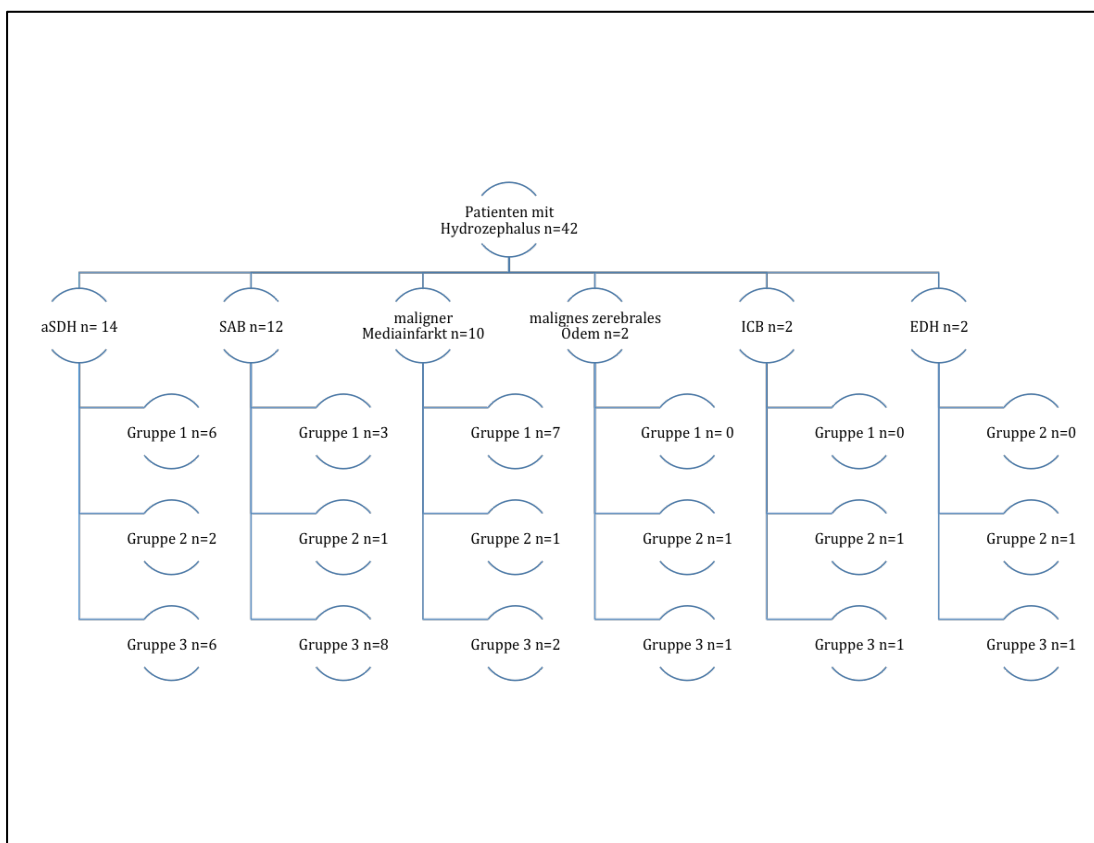 Patienten mit
Hydrozephalus n=42
aSDH n= 14
SAB n=12
maligner
Mediainfarkt n=10
malignes zerebrales
Ödem n=2
ICB n=2
EDH n=2
Gruppe 1 n=6
Gruppe 1 n=3
Gruppe 1 n=7
Gruppe 1 n= 0
Gruppe 1 n=0
Gruppe 2 n=0
Gruppe 2 n=2
Gruppe 2 n=1
Gruppe 2 n=1
Gruppe 2 n=1
Gruppe 2 n=1
Gruppe 2 n=1
Gruppe 3 n=6
Gruppe 3 n=8
Gruppe 3 n=2
Gruppe 3 n=1
Gruppe 3 n=1
Gruppe 3 n=1